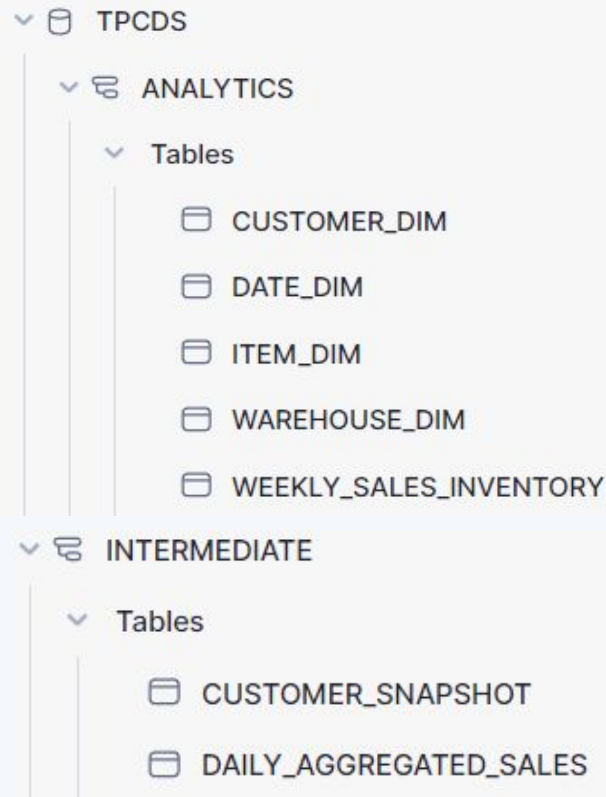 TPCDS
ANALYTICS
Tables
CUSTOMER_DIM
DATE_DIM
ITEM_DIM
WAREHOUSE_DIM
WEEKLY_SALES_INVENTORY
INTERMEDIATE
Tables
CUSTOMER_SNAPSHOT
DAILY_AGGREGATED_SALES